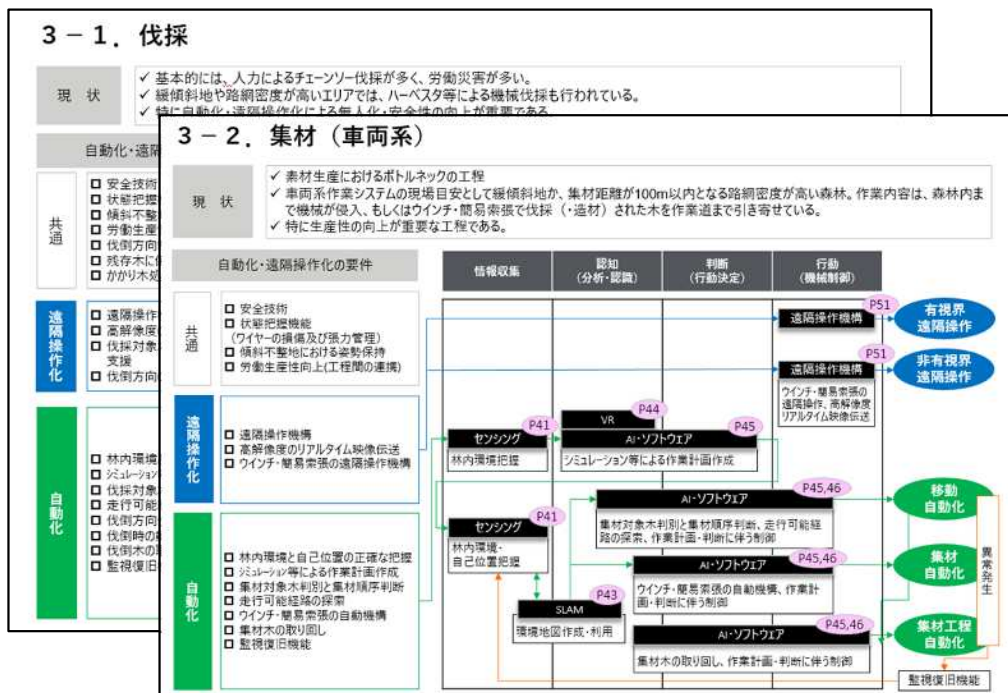 3－1．伐採
現　状
✓ 基本的には、人力によるチェーンソー伐採が多く、労働災害が多い。
✓ 緩傾斜地や路網密度が高いエリアでは、ハーベスタ等による機械伐採も行われている。
✓ 特に自動化・遠隔操作化による無人化・安全性の向上が重要である。
自動化・遠隔
共通
□ 安全技術
□ 状態把握
□ 傾斜不整
□ 労働生産
□ 伐倒方向
□ 残存木に
□ かかり木処
遠隔操作化
□ 遠隔操作
□ 高解像度
□ 伐採対象
支援
□ 伐倒方向
自動化
□ 林内環境
□ シミュレーション
□ 伐採対象
□ 走行可能
□ 伐倒方向
□ 伐倒時の
□ 伐倒木の
□ 監視復旧
3－2．集材（車両系）
現　状
✓ 素材生産におけるボトルネックの工程
✓ 車両系作業システムの現場目安として緩傾斜地か、集材距離が100m以内となる路網密度が高い森林。作業内容は、森林内ま
で機械が侵入、もしくはウインチ・簡易索張で伐採（・造材）された木を作業道まで引き寄せている。
✓ 特に生産性の向上が重要な工程である。
自動化・遠隔操作化の要件
情報収集
認知
(分析・認識)
判断
(行動決定)
行動
(機械制御)
共通
□ 安全技術
□ 状態把握機能
(ワイヤーの損傷及び張力管理)
□ 傾斜不整地における姿勢保持
□ 労働生産性向上(工程間の連携)
遠隔操作化
□ 遠隔操作機構
□ 高解像度のリアルタイム映像伝送
□ ウインチ・簡易索張の遠隔操作機構
自動化
□ 林内環境と自己位置の正確な把握
□ シミュレーション等による作業計画作成
□ 集材対象木判別と集材順序判断
□ 走行可能経路の探索
□ ウインチ・簡易索張の自動機構
□ 集材木の取り回し
□ 監視復旧機能
P51
遠隔操作機構
有視界
遠隔操作
P51
遠隔操作機構
ウインチ・簡易索張の
遠隔操作、高解像度
リアルタイム映像伝送
非有視界
遠隔操作
P41
センシング
林内環境把握
P44
VR
P45
AI・ソフトウェア
シミュレーション等による作業計画作成
P45,46
AI・ソフトウェア
集材対象木判別と集材順序判断、走行可能経
路の探索、作業計画・判断に伴う制御
移動
自動化
P41
センシング
林内環境・
自己位置把握
P45,46
AI・ソフトウェア
ウインチ・簡易索張の自動機構、作業計
画・判断に伴う制御
集材
自動化
異常発生
P43
SLAM
環境地図作成・利用
P45,46
AI・ソフトウェア
集材木の取り回し、作業計画・判断に伴う制御
集材工程
自動化
監視復旧機能